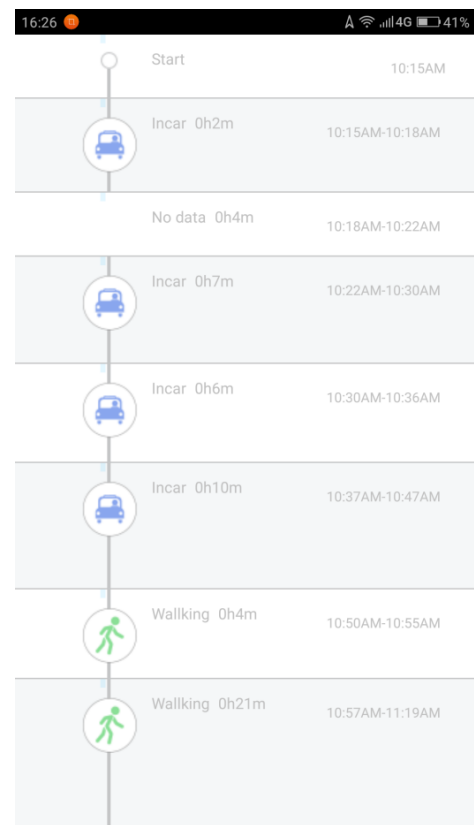 16:26 4G 41%
Start 10:15AM
Incar 0h2m 10:15AM-10:18AM
No data 0h4m 10:18AM-10:22AM
Incar 0h7m 10:22AM-10:30AM
Incar 0h6m 10:30AM-10:36AM
Incar 0h10m 10:37AM-10:47AM
Wallking 0h4m 10:50AM-10:55AM
Wallking 0h21m 10:57AM-11:19AM